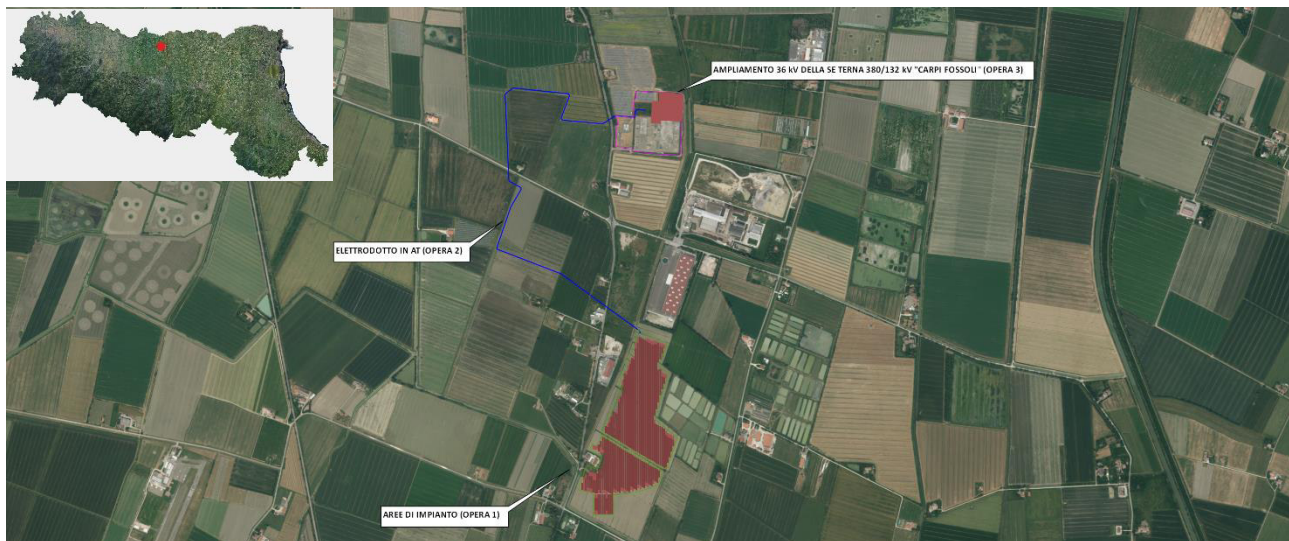 AMPLIAMENTO 36 kV DELLA SE TERNA 380/132 kV "CARPI FOSSOLI" (OPERA 3)
ELETTRODOTTO IN AT (OPERA 2)
AREE DI IMPIANTO (OPERA 1)